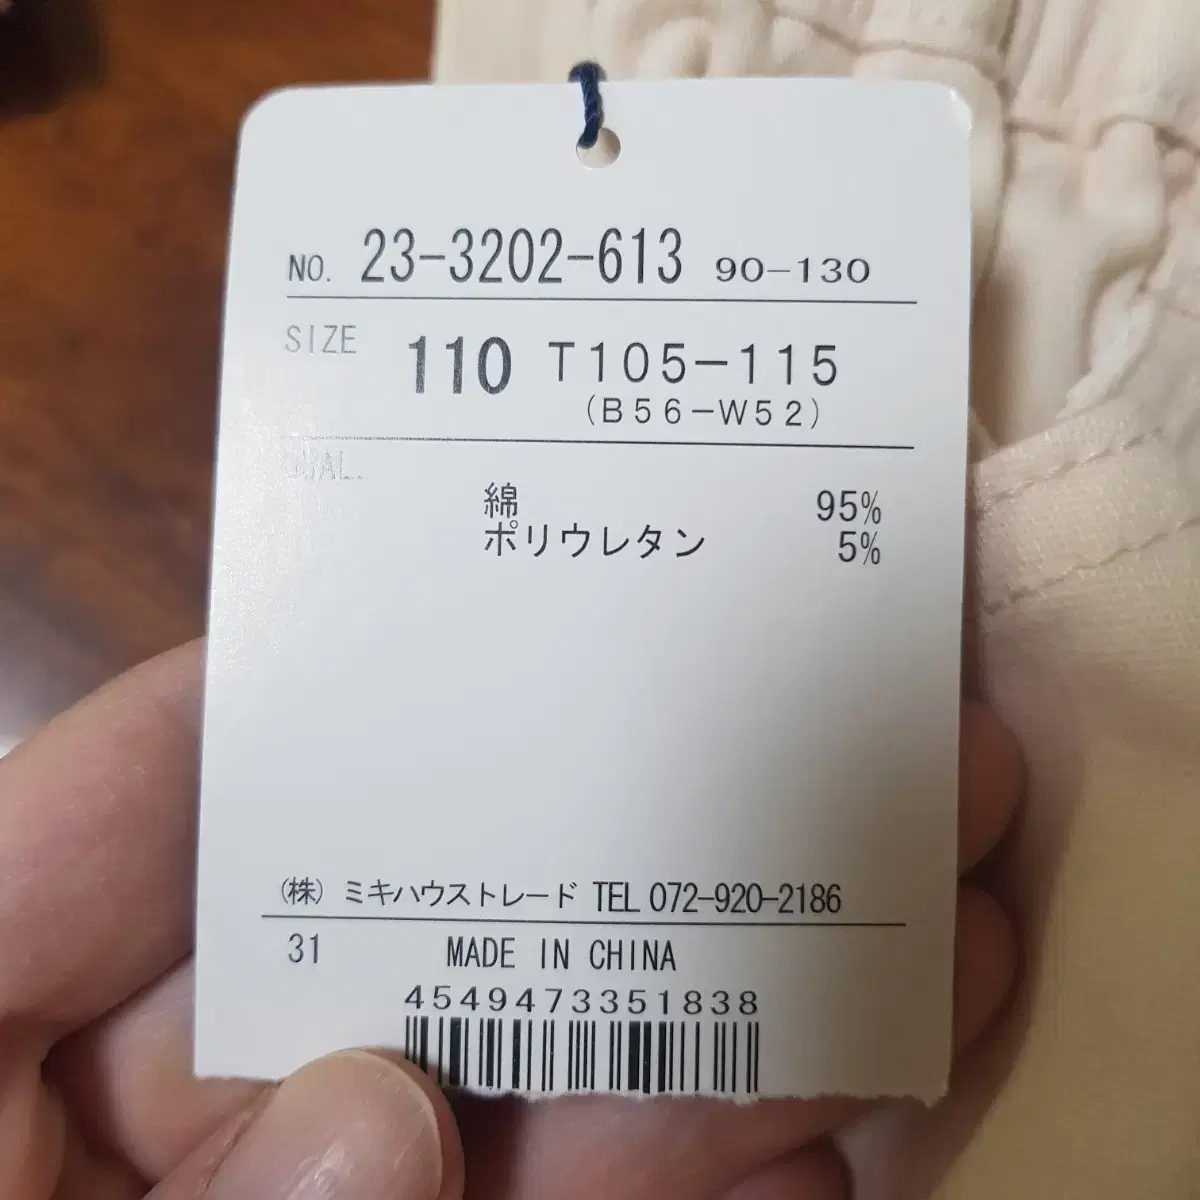 NO. 23-3202-613 90-130
SIZE 110 T105-115
(B56-W52)
綿 95%
ポリウレタン 5%
(株) ミキハウストレード TEL 072-920-2186
31 MADE IN CHINA
4549473351838